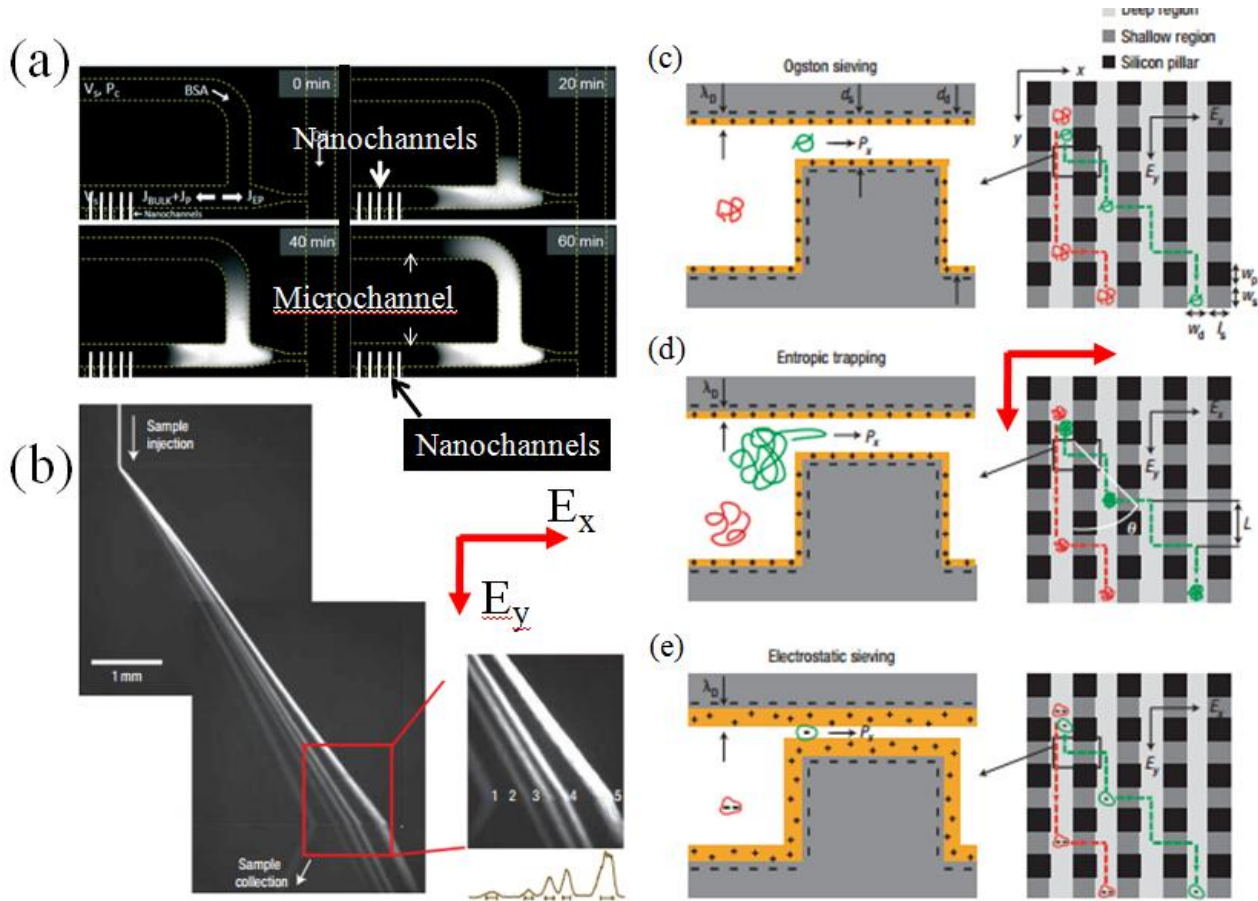 (a)
0 min
20 min
V_s, P_c
BSA
Nanochannels
J_BULK+J_P
J_EP
Nanochannels
40 min
60 min
Microchannel
Nanochannels
(b)
Sample
injection
E_x
E_y
1 mm
1 2 3 4 5
Sample
collection
Deep region
Shallow region
Silicon pillar
(c)
Ogston sieving
λ_D
d_s
d_d
P_x
x
y
E_x
E_y
w_p
w_s
w_d
l_s
(d)
Entropic trapping
λ_D
P_x
E_x
E_y
L
θ
(e)
Electrostatic sieving
λ_D
P_x
E_x
E_y